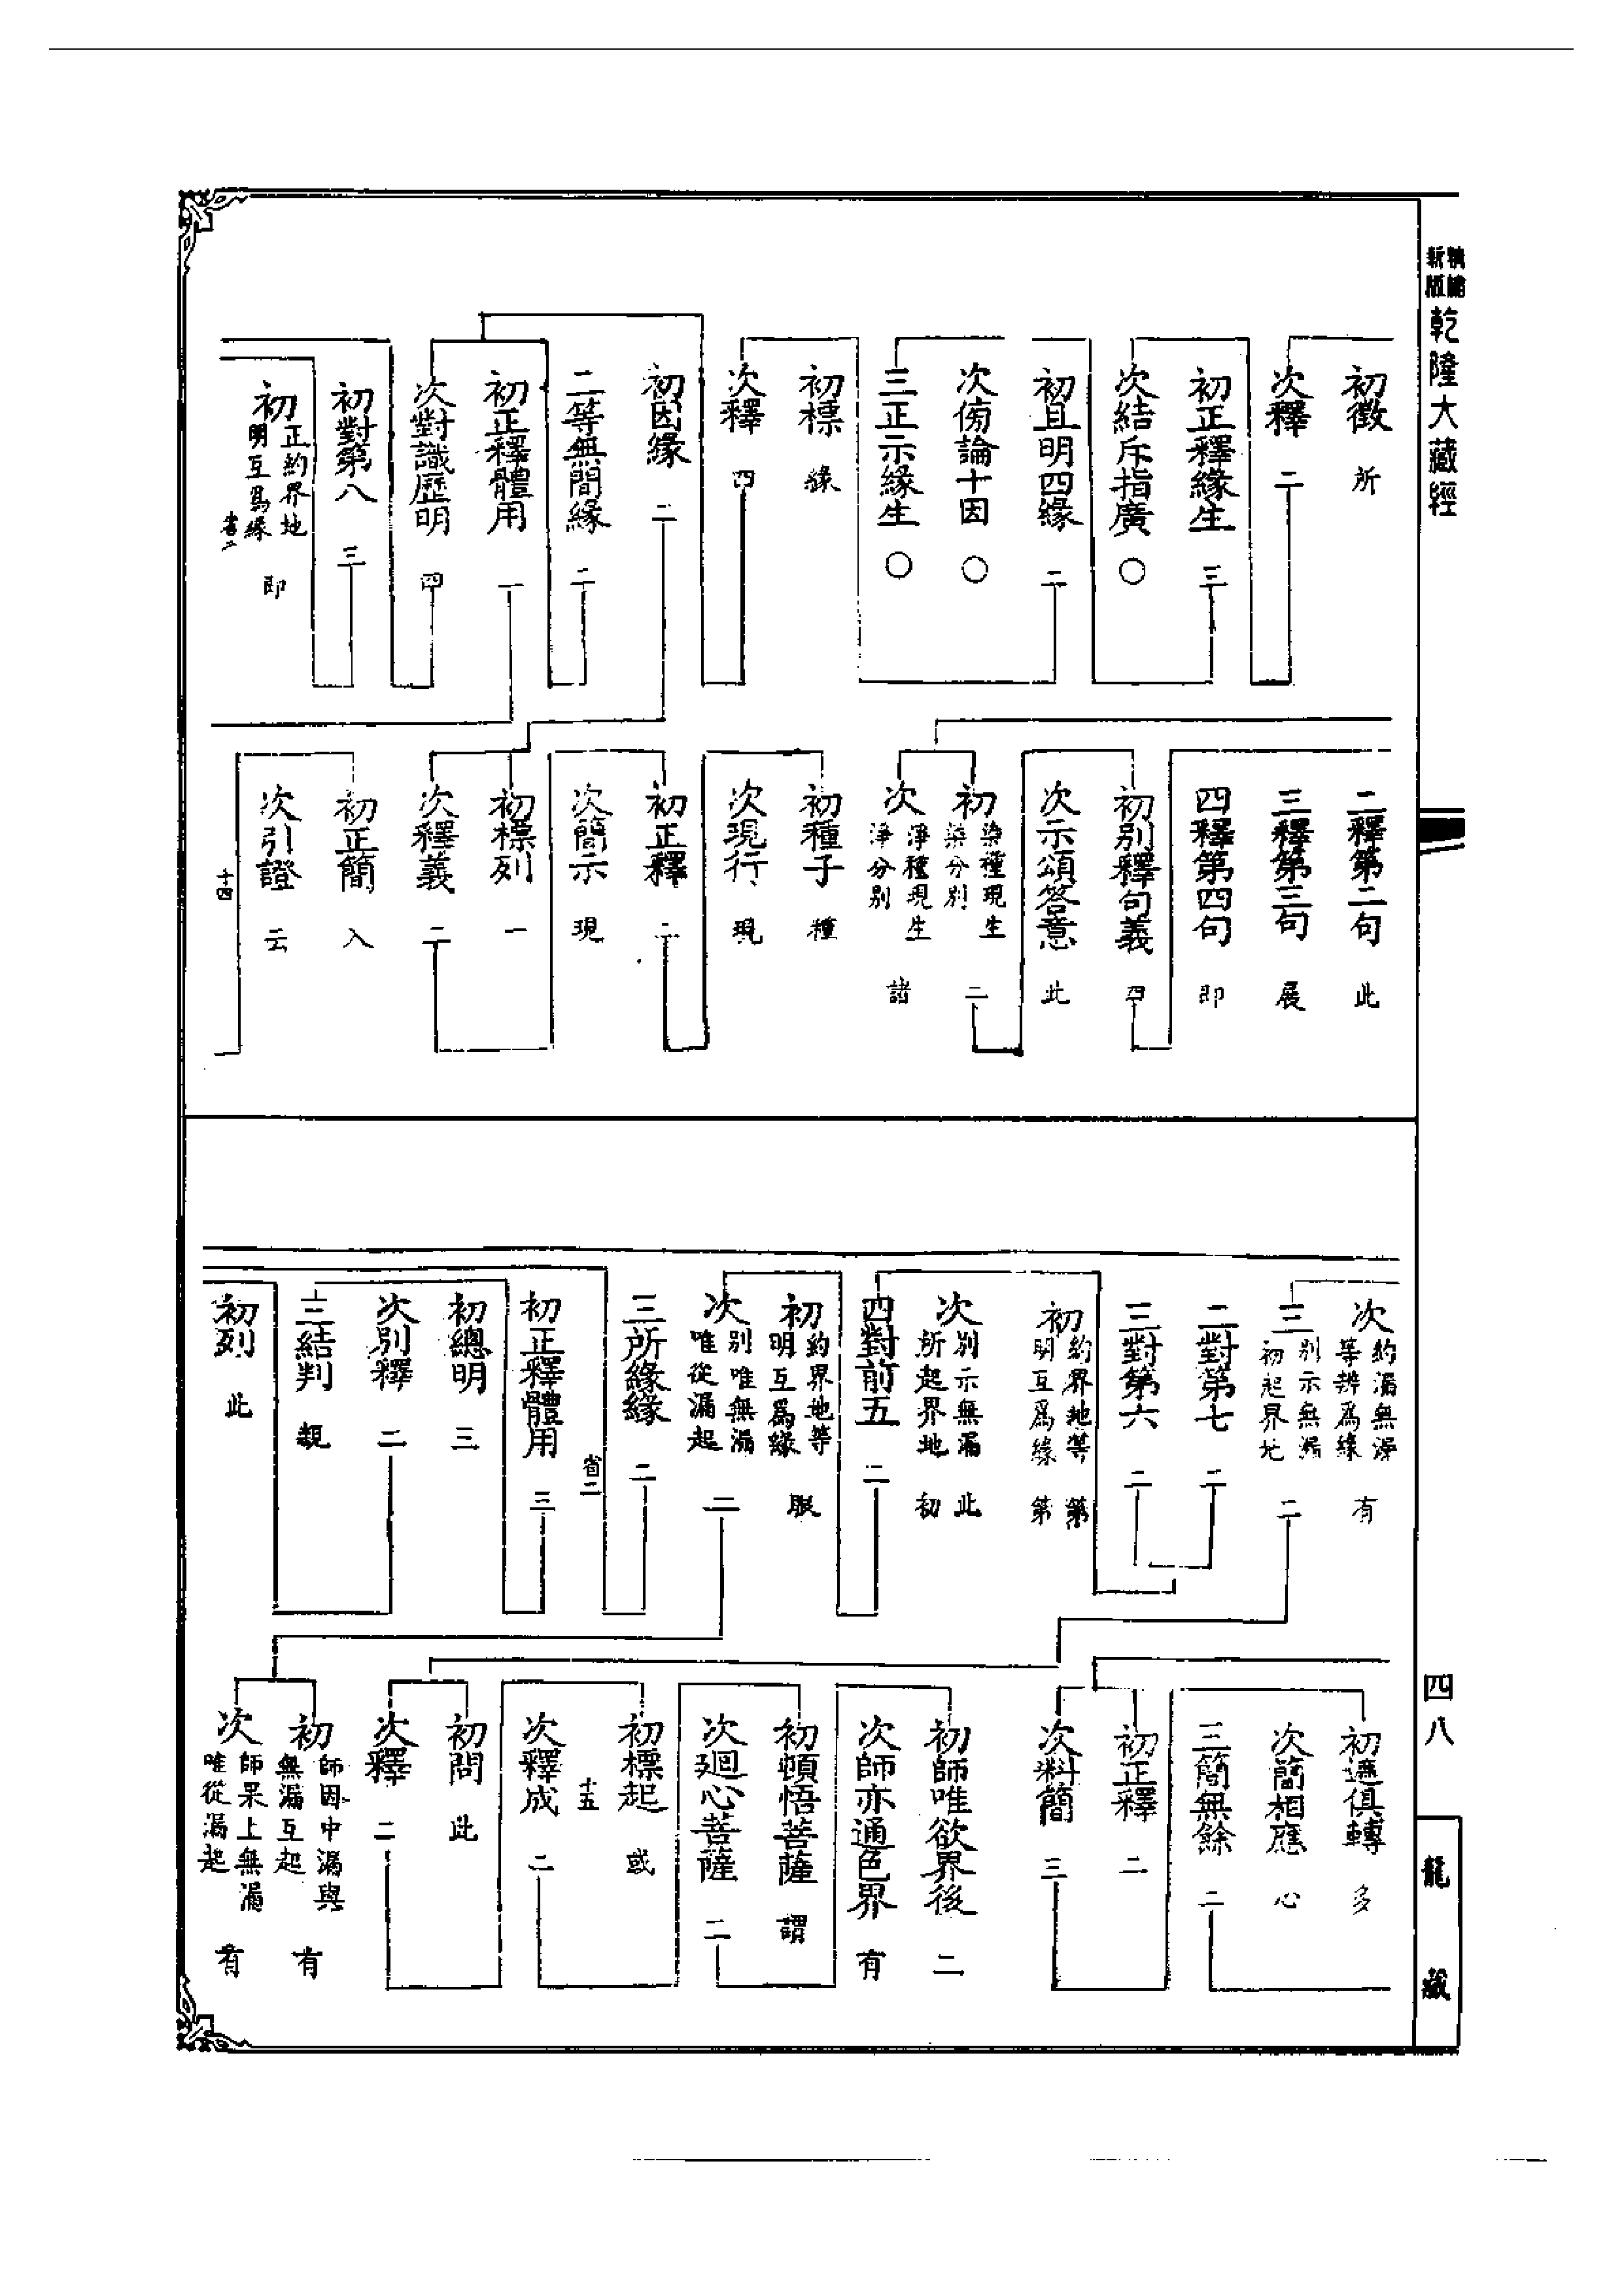 新版
乾隆大藏經
初徵 所
次釋 二
初正釋緣生 三
次結斥指廣 ○
初且明四緣 二
次傍論十因 ○
三正示緣生 ○
初標 緣
次釋 四
初因緣 二
二等無間緣 二
初正釋體用 一
次對識歷明 四
初對第八 三
初正約界地明互爲緣 即
省二
二釋第二句 此
三釋第三句 展
四釋第四句 即
初別釋句義 四
次示頌答意 此
初染種現生染分別 二
次淨種現生淨分別 諸
初種子 種
次現行 現
初正釋 二
次簡示 現
初標列 一
次釋義 二
初正簡 入
次引證 云
十四
次約漏無漏等辨爲緣 有
三別示無漏初起界地 二
二對第七 二
三對第六 二
初約界地等明互爲緣 第第
次別示無漏所起界地 此初
四對前五 二
初約界地等明互爲緣 眼
次別唯無漏唯從漏起 二
三所緣緣 二
省二
初正釋體用 三
初總明 三
次別釋 二
三結判 親
初列 此
初遮俱轉 多
次簡相應 心
三簡無餘 二
初正釋 二
次料簡 三
初師唯欲界後 二
次師亦通色界 有
初頓悟菩薩 謂
次廻心菩薩 二
初標起 或
十五
次釋成 二
初問 此
次釋 二
初師因中漏與無漏互起 有
次師果上無漏唯從漏起 有
四八
龍藏